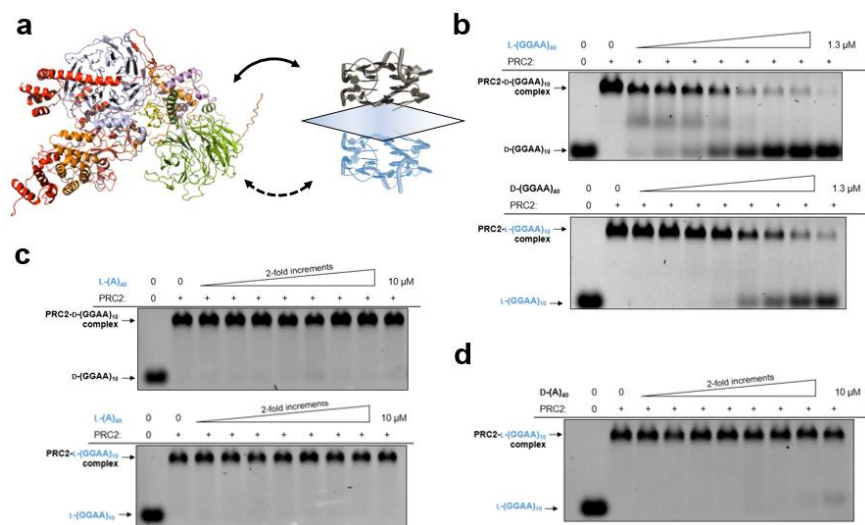 a
b
L-(GGAA)₄₀ 0 0 1.3 µM
PRC2: 0 + + + + + + + + +
PRC2-D-(GGAA)₁₀
complex
D-(GGAA)₁₀
D-(GGAA)₄₀ 0 0 1.3 µM
PRC2: 0 + + + + + + + + +
PRC2-L-(GGAA)₁₀
complex
L-(GGAA)₁₀
c
2-fold increments
L-(A)₄₀ 0 0 10 µM
PRC2: 0 + + + + + + + + +
PRC2-D-(GGAA)₁₀
complex
D-(GGAA)₁₀
2-fold increments
L-(A)₄₀ 0 0 10 µM
PRC2: 0 + + + + + + + + +
PRC2-L-(GGAA)₁₀
complex
L-(GGAA)₁₀
d
2-fold increments
D-(A)₄₀ 0 0 10 µM
PRC2: 0 + + + + + + + + +
PRC2-L-(GGAA)₁₀
complex
L-(GGAA)₁₀